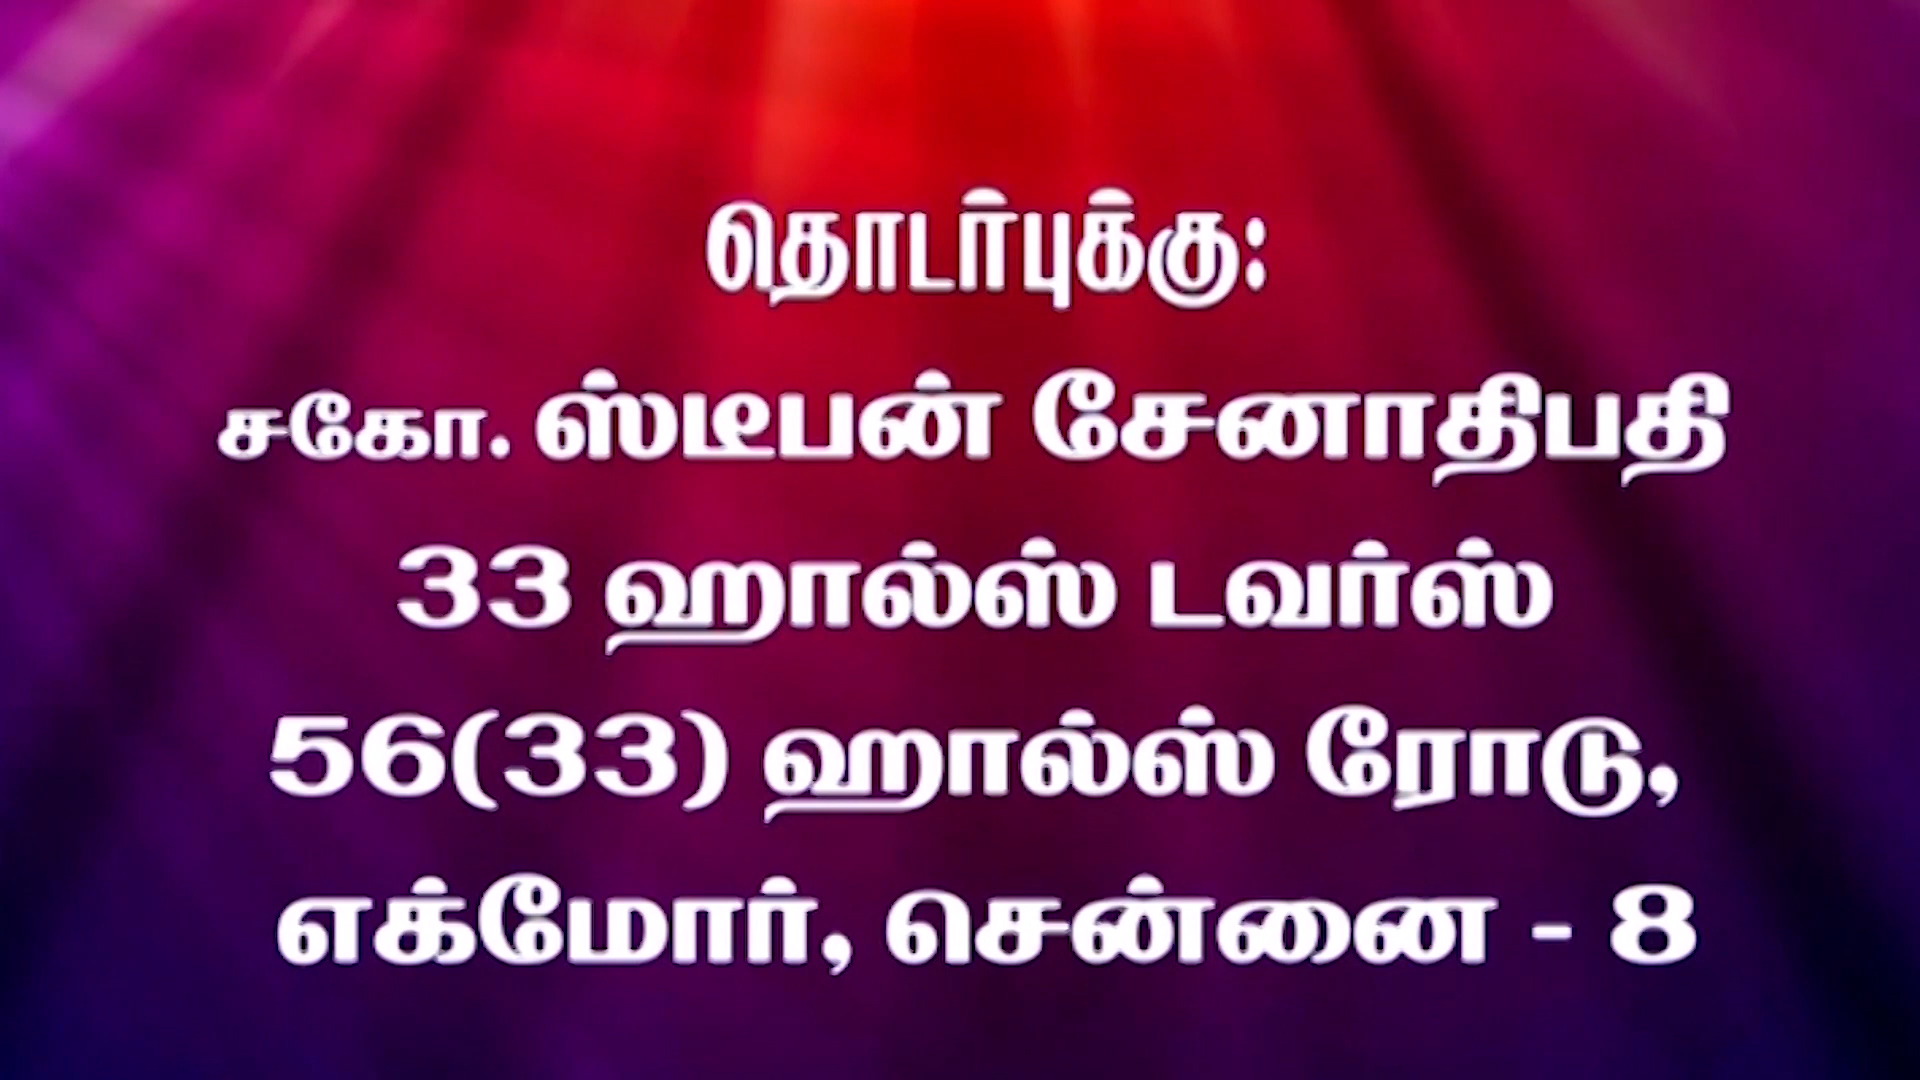 தொடர்புக்கு:
சகோ. ஸ்டீபன் சேனாதிபதி
33 ஹால்ஸ் டவர்ஸ்
56(33) ஹால்ஸ் ரோடு,
எக்மோர், சென்னை - 8